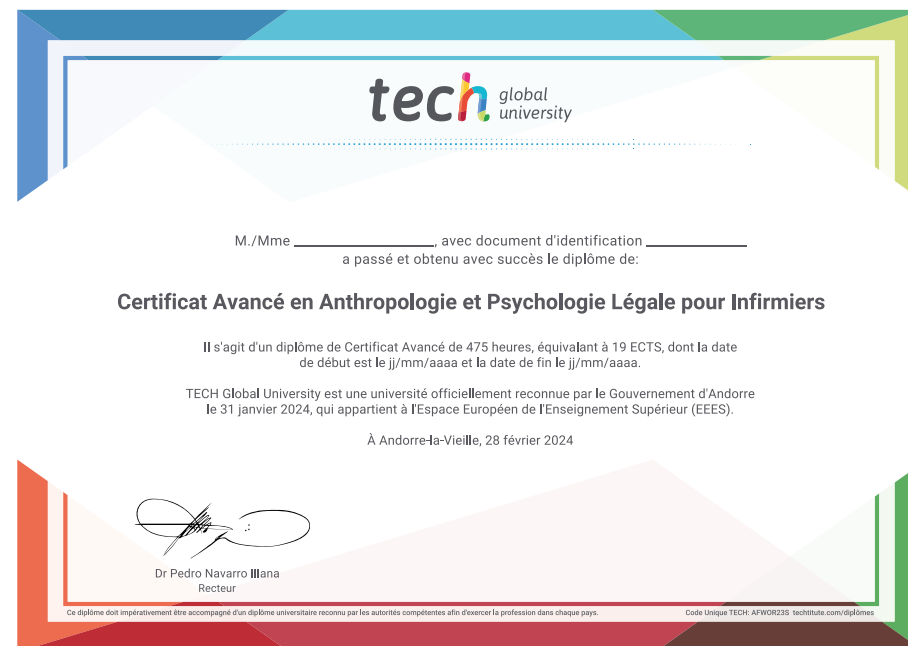 tech global university
M./Mme ______________, avec document d'identification __________
a passé et obtenu avec succès le diplôme de:
Certificat Avancé en Anthropologie et Psychologie Légale pour Infirmiers
Il s'agit d'un diplôme de Certificat Avancé de 475 heures, équivalant à 19 ECTS, dont la date
de début est le jj/mm/aaaa et la date de fin le jj/mm/aaaa.
TECH Global University est une université officiellement reconnue par le Gouvernement d'Andorre
le 31 janvier 2024, qui appartient à l'Espace Européen de l'Enseignement Supérieur (EEES).
À Andorre-la-Vieille, 28 février 2024
Dr Pedro Navarro Illana
Recteur
Ce diplôme doit impérativement être accompagné d'un diplôme universitaire reconnu par les autorités compétentes afin d'exercer la profession dans chaque pays.
Code Unique TECH: AFWOR23S techtitute.com/diplômes